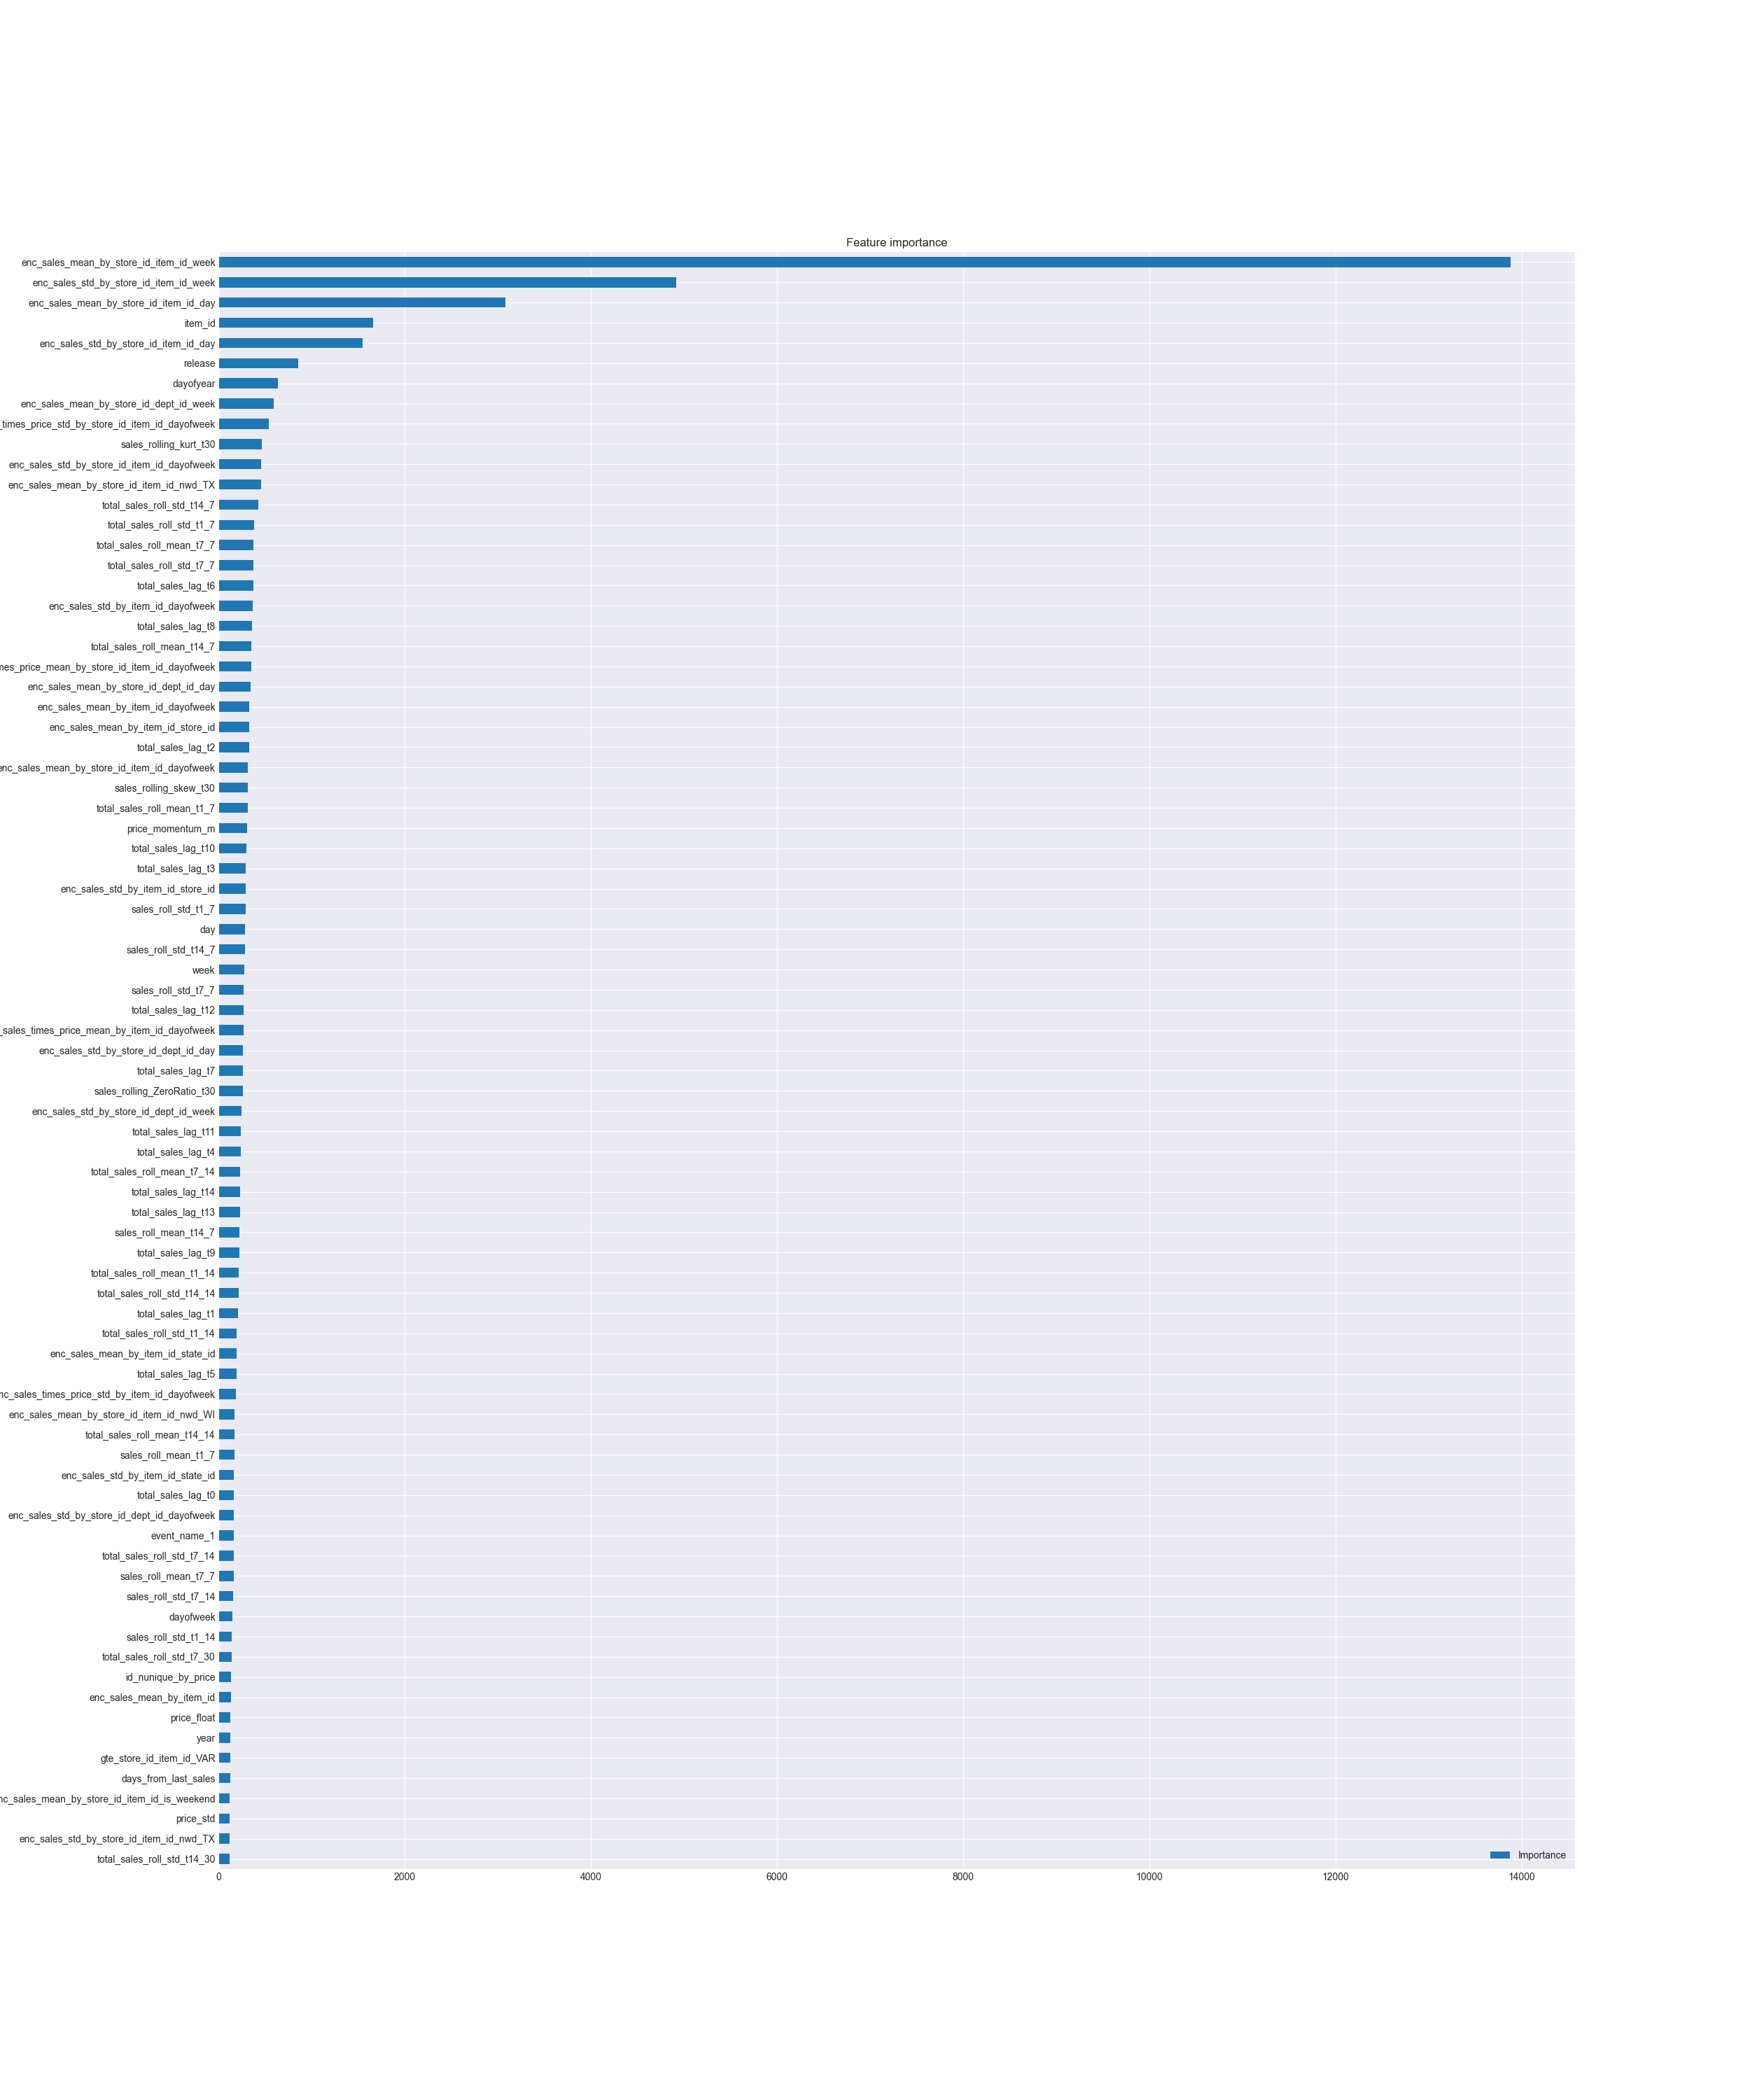 Feature importance
enc_sales_mean_by_store_id_item_id_week
enc_sales_std_by_store_id_item_id_week
enc_sales_mean_by_store_id_item_id_day
item_id
enc_sales_std_by_store_id_item_id_day
release
dayofyear
enc_sales_mean_by_store_id_dept_id_week
_times_price_std_by_store_id_item_id_dayofweek
sales_rolling_kurt_t30
enc_sales_std_by_store_id_item_id_dayofweek
enc_sales_mean_by_store_id_item_id_nwd_TX
total_sales_roll_std_t14_7
total_sales_roll_std_t1_7
total_sales_roll_mean_t7_7
total_sales_roll_std_t7_7
total_sales_lag_t6
enc_sales_std_by_item_id_dayofweek
total_sales_lag_t8
total_sales_roll_mean_t14_7
mes_price_mean_by_store_id_item_id_dayofweek
enc_sales_mean_by_store_id_dept_id_day
enc_sales_mean_by_item_id_dayofweek
enc_sales_mean_by_item_id_store_id
total_sales_lag_t2
enc_sales_mean_by_store_id_item_id_dayofweek
sales_rolling_skew_t30
total_sales_roll_mean_t1_7
price_momentum_m
total_sales_lag_t10
total_sales_lag_t3
enc_sales_std_by_item_id_store_id
sales_roll_std_t1_7
day
sales_roll_std_t14_7
week
sales_roll_std_t7_7
total_sales_lag_t12
_sales_times_price_mean_by_item_id_dayofweek
enc_sales_std_by_store_id_dept_id_day
total_sales_lag_t7
sales_rolling_ZeroRatio_t30
enc_sales_std_by_store_id_dept_id_week
total_sales_lag_t11
total_sales_lag_t4
total_sales_roll_mean_t7_14
total_sales_lag_t14
total_sales_lag_t13
sales_roll_mean_t14_7
total_sales_lag_t9
total_sales_roll_mean_t1_14
total_sales_roll_std_t14_14
total_sales_lag_t1
total_sales_roll_std_t1_14
enc_sales_mean_by_item_id_state_id
total_sales_lag_t5
nc_sales_times_price_std_by_item_id_dayofweek
enc_sales_mean_by_store_id_item_id_nwd_WI
total_sales_roll_mean_t14_14
sales_roll_mean_t1_7
enc_sales_std_by_item_id_state_id
total_sales_lag_t0
enc_sales_std_by_store_id_dept_id_dayofweek
event_name_1
total_sales_roll_std_t7_14
sales_roll_mean_t7_7
sales_roll_std_t7_14
dayofweek
sales_roll_std_t1_14
total_sales_roll_std_t7_30
id_nunique_by_price
enc_sales_mean_by_item_id
price_float
year
gte_store_id_item_id_VAR
days_from_last_sales
nc_sales_mean_by_store_id_item_id_is_weekend
price_std
enc_sales_std_by_store_id_item_id_nwd_TX
total_sales_roll_std_t14_30
Importance
0 2000 4000 6000 8000 10000 12000 14000